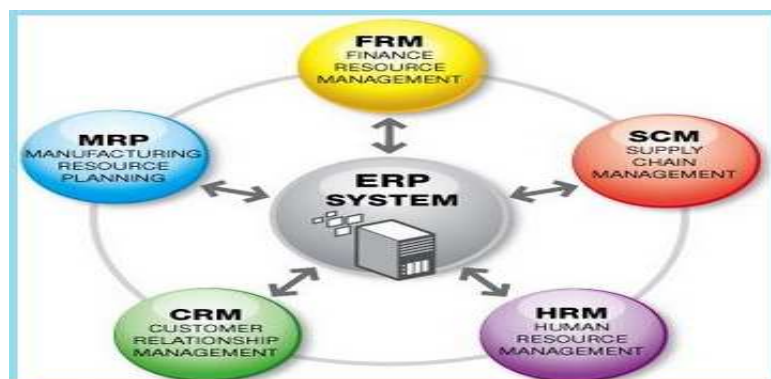 FRM
FINANCE
RESOURCE
MANAGEMENT
MRP
MANUFACTURING
RESOURCE
PLANNING
SCM
SUPPLY
CHAIN
MANAGEMENT
ERP
SYSTEM
CRM
CUSTOMER
RELATIONSHIP
MANAGEMENT
HRM
HUMAN
RESOURCE
MANAGEMENT